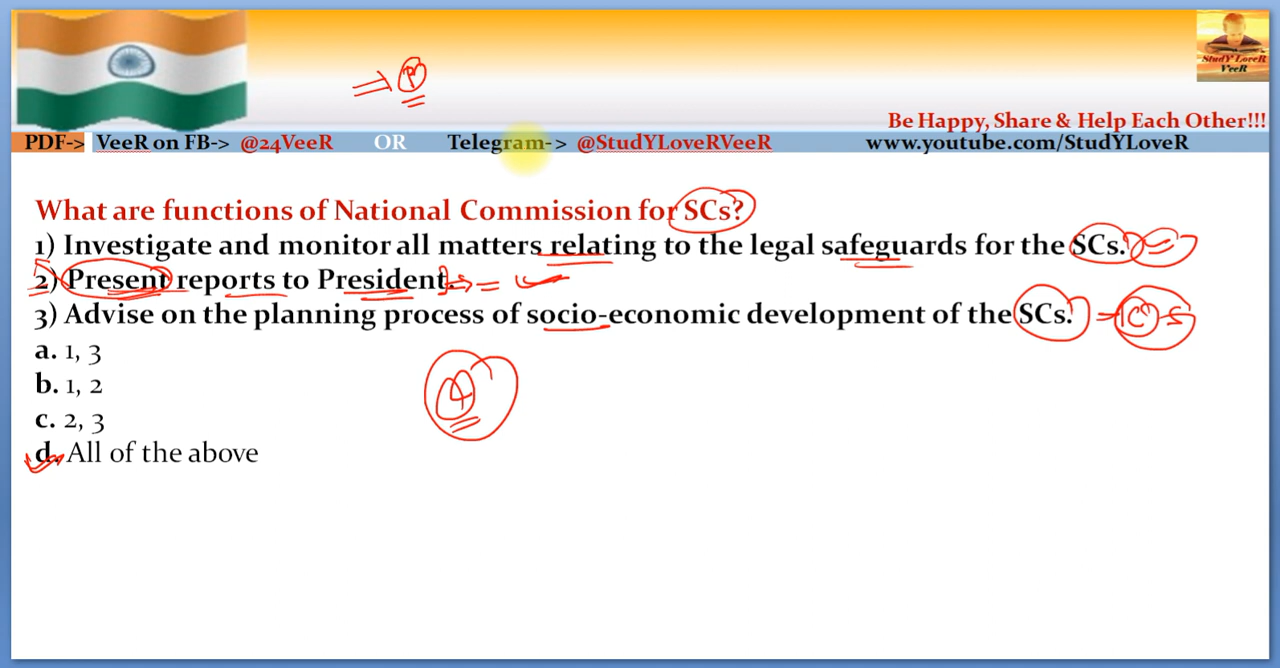 StudY LoveR
VeeR
Be Happy, Share & Help Each Other!!!
PDF-> VeeR on FB-> @24VeeR OR Telegram-> @StudYLoveRVeeR www.youtube.com/StudYLoveR
What are functions of National Commission for SCs?
1) Investigate and monitor all matters relating to the legal safeguards for the SCs.
2) Present reports to President.
3) Advise on the planning process of socio-economic development of the SCs.
a. 1, 3
b. 1, 2
c. 2, 3
d. All of the above